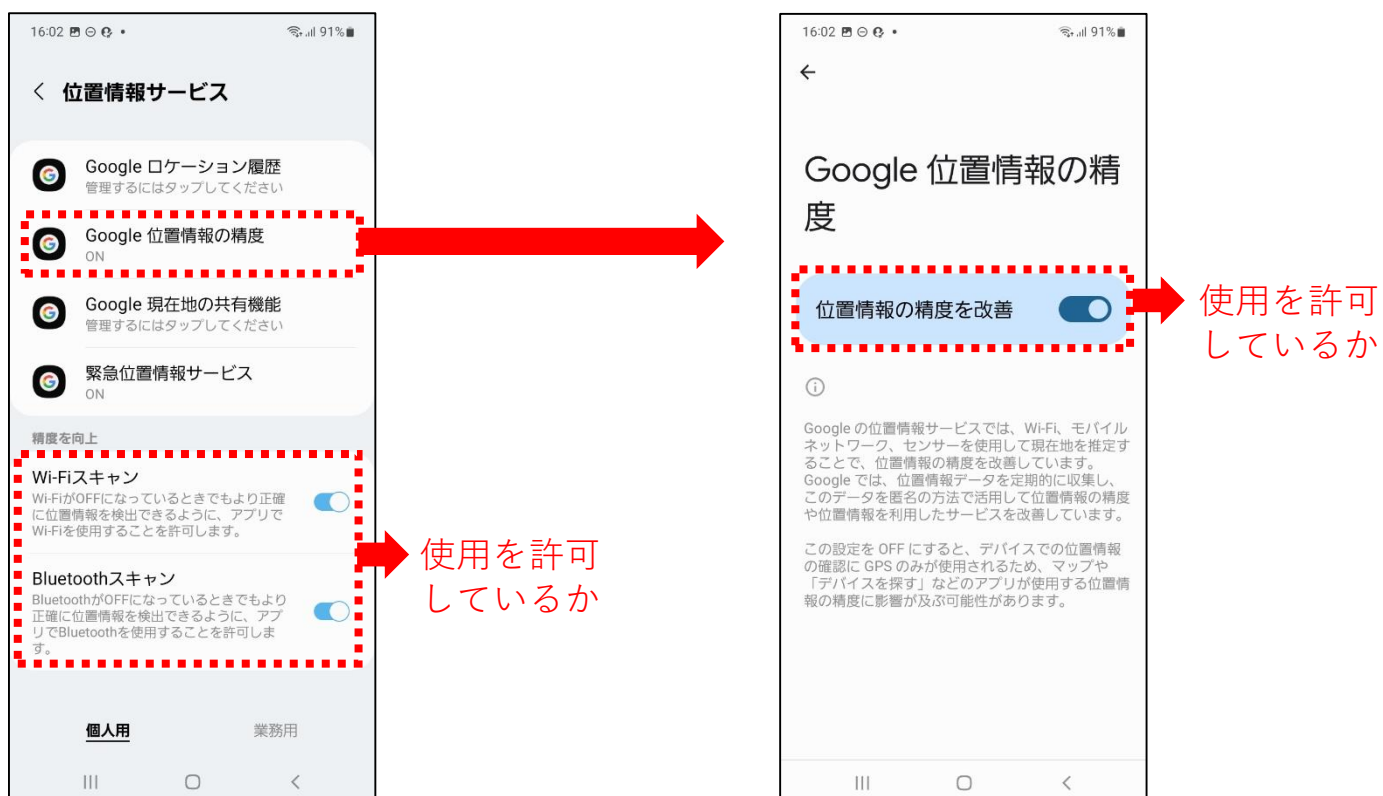 16:02 91%
位置情報サービス
Google ロケーション履歴
管理するにはタップしてください
Google 位置情報の精度
ON
Google 現在地の共有機能
管理するにはタップしてください
緊急位置情報サービス
ON
精度を向上
Wi-Fiスキャン
Wi-FiがOFFになっているときでもより正確
に位置情報を検出できるように、アプリで
Wi-Fiを使用することを許可します。
Bluetoothスキャン
BluetoothがOFFになっているときでもより
正確に位置情報を検出できるように、アプ
リでBluetoothを使用することを許可しま
す。
個人用 業務用
使用を許可
しているか
16:02 91%
Google 位置情報の精
度
位置情報の精度を改善
Google の位置情報サービスでは、Wi-Fi、モバイル
ネットワーク、センサーを使用して現在地を推定す
ることで、位置情報の精度を改善しています。
Google では、位置情報データを定期的に収集し、
このデータを匿名の方法で活用して位置情報の精度
や位置情報を利用したサービスを改善しています。
この設定を OFF にすると、デバイスでの位置情報
の確認に GPS のみが使用されるため、マップや
「デバイスを探す」などのアプリが使用する位置情
報の精度に影響が及ぶ可能性があります。
使用を許可
しているか